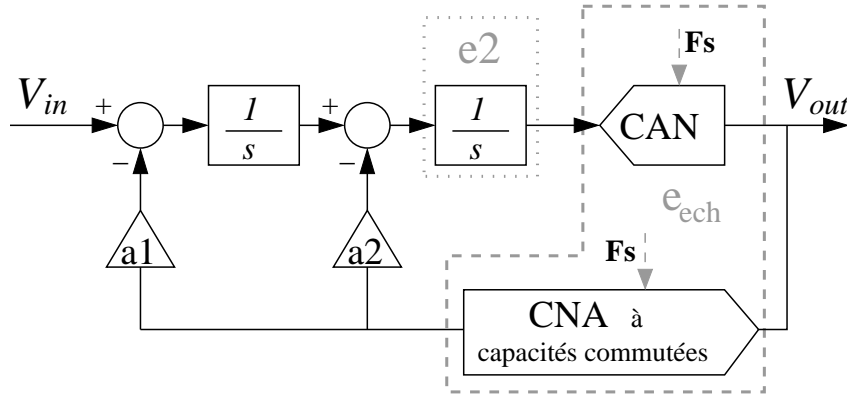 e2
Fs
V_in
+
1
s
+
1
s
CAN
V_out
−
−
e_ech
a1
a2
Fs
CNA à
capacités commutées